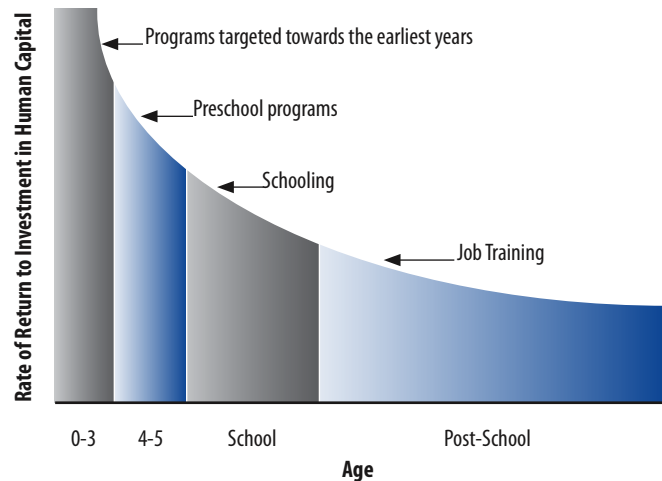 Rate of Return to Investment in Human Capital
Programs targeted towards the earliest years
Preschool programs
Schooling
Job Training
0-3 4-5 School Post-School
Age